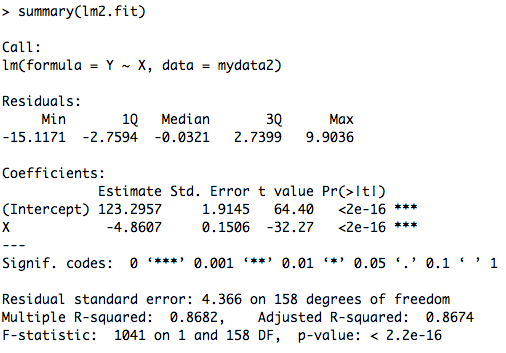 > summary(lm2.fit)
Call:
lm(formula = Y ~ X, data = mydata2)
Residuals:
     Min       1Q   Median       3Q      Max
-15.1171  -2.7594  -0.0321   2.7399   9.9036
Coefficients:
            Estimate Std. Error t value Pr(>|t|)
(Intercept) 123.2957     1.9145   64.40   <2e-16 ***
X            -4.8607     0.1506  -32.27   <2e-16 ***
---
Signif. codes:  0 ‘***’ 0.001 ‘**’ 0.01 ‘*’ 0.05 ‘.’ 0.1 ‘ ’ 1
Residual standard error: 4.366 on 158 degrees of freedom
Multiple R-squared:  0.8682,    Adjusted R-squared:  0.8674
F-statistic:  1041 on 1 and 158 DF,  p-value: < 2.2e-16